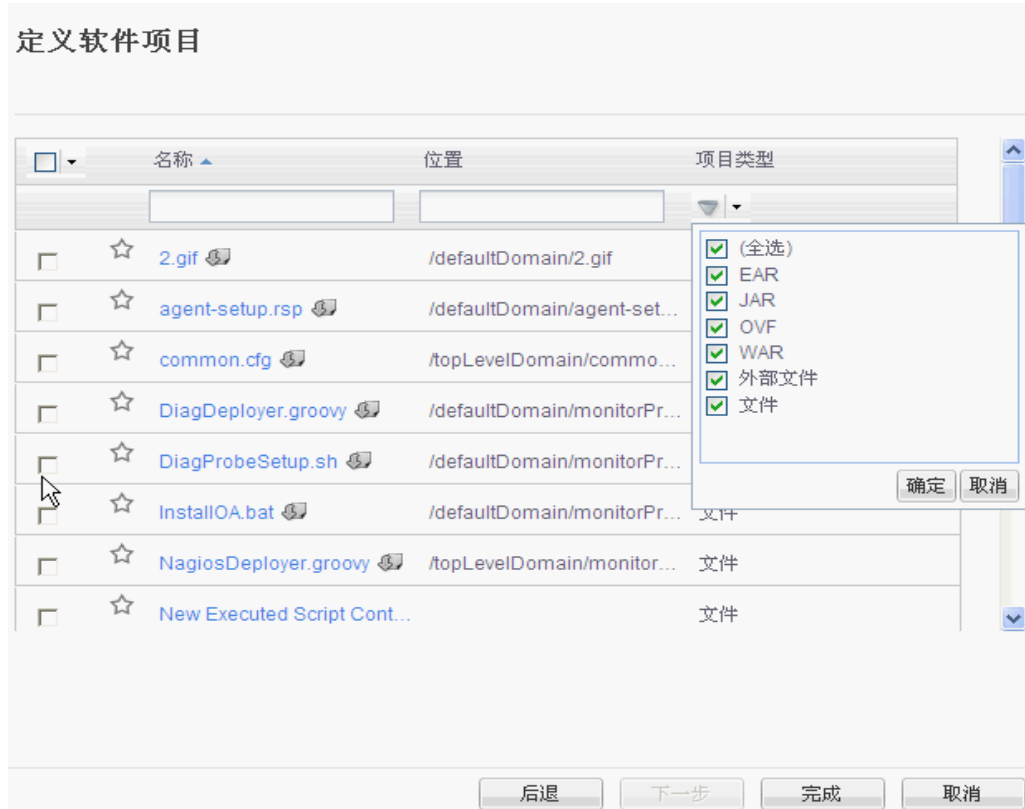 定义软件项目
名称 位置 项目类型
(全选)
2.gif /defaultDomain/2.gif
EAR
JAR
agent-setup.rsp /defaultDomain/agent-set...
OVF
WAR
common.cfg /topLevelDomain/commo...
外部文件
文件
DiagDeployer.groovy /defaultDomain/monitorPr...
DiagProbeSetup.sh /defaultDomain/monitorPr...
确定 取消
InstallOA.bat /defaultDomain/monitorPr... 文件
NagiosDeployer.groovy /topLevelDomain/monitor... 文件
New Executed Script Cont... 文件
后退 下一步 完成 取消